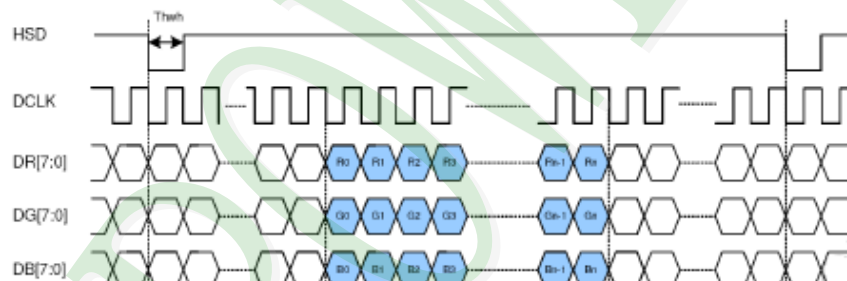 Thwh
HSD
DCLK
DR[7:0] R0 R1 R2 R3 Rn-1 Rn
DG[7:0] G0 G1 G2 G3 Gn-1 Gn
DB[7:0] B0 B1 B2 B3 Bn-1 Bn